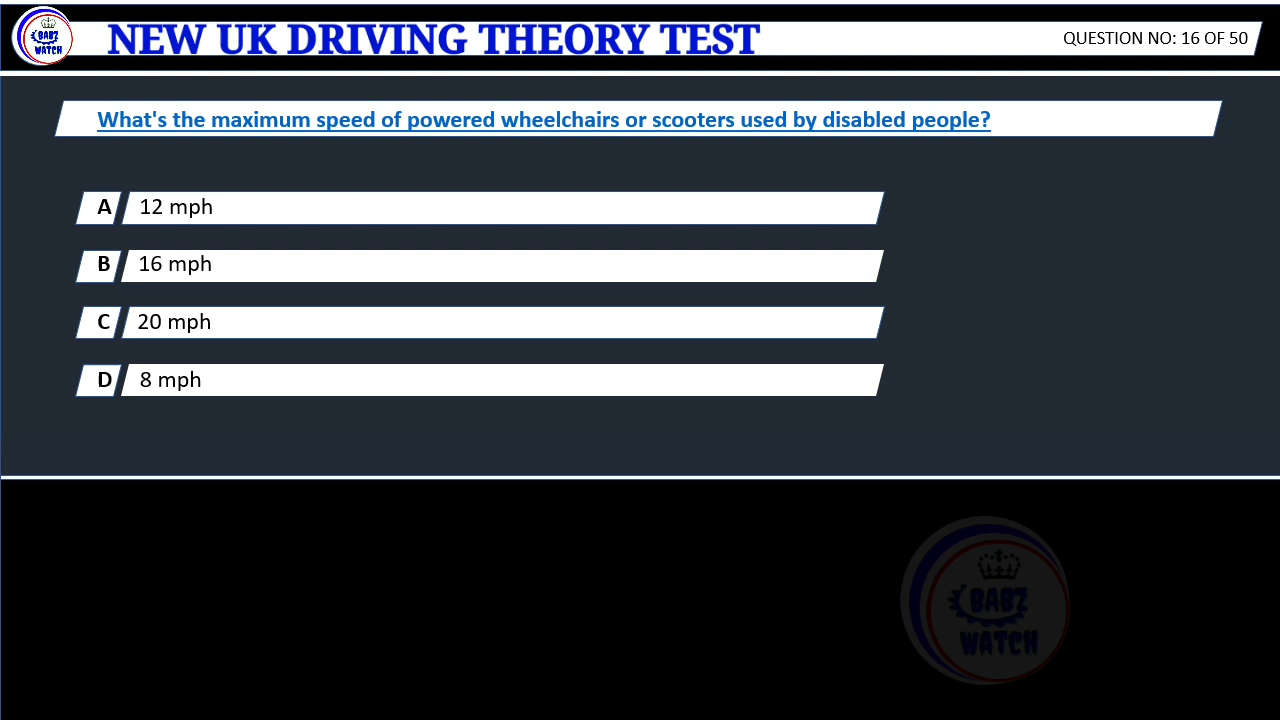 BABZ
WATCH
NEW UK DRIVING THEORY TEST
QUESTION NO: 16 OF 50
What's the maximum speed of powered wheelchairs or scooters used by disabled people?
A 12 mph
B 16 mph
C 20 mph
D 8 mph
BABZ
WATCH